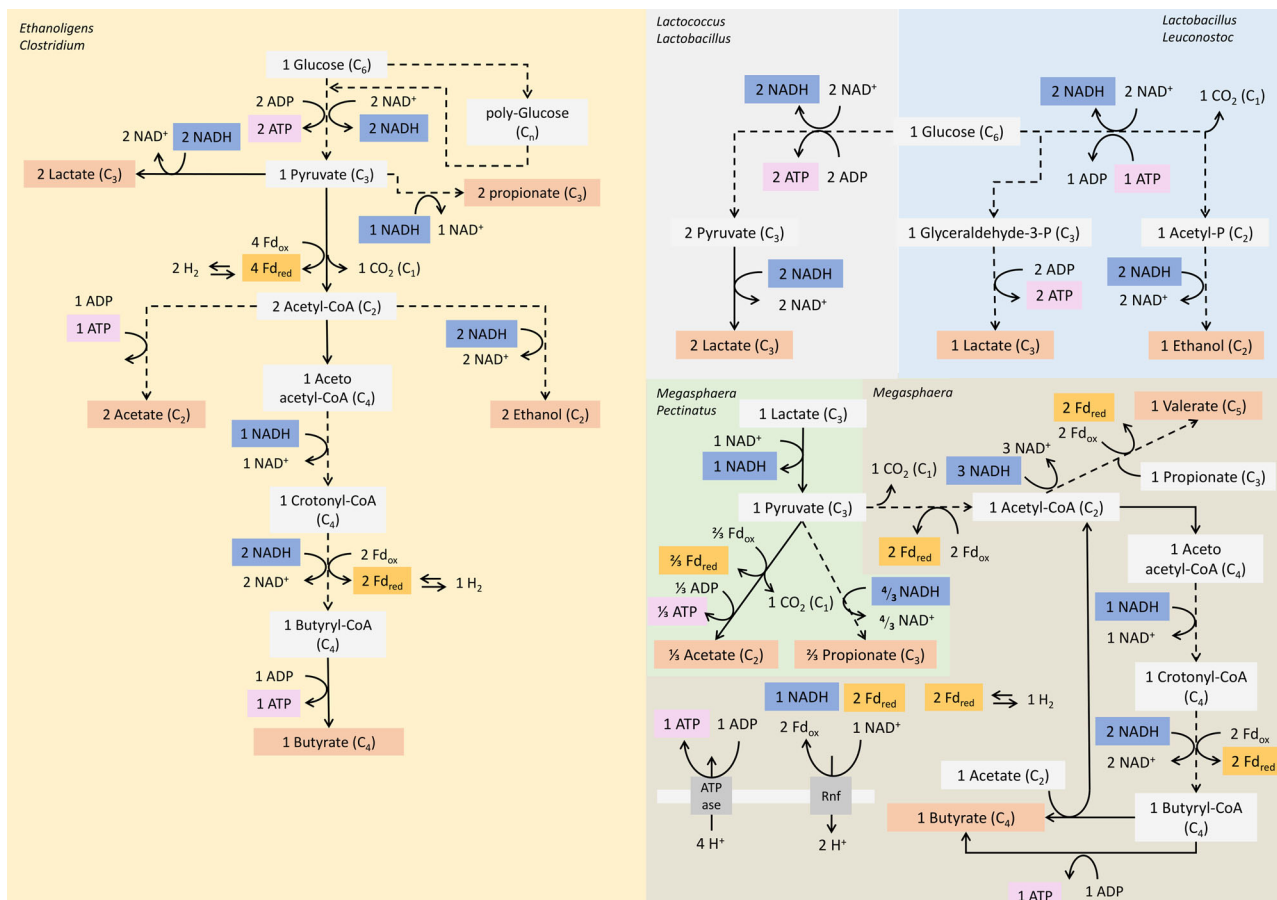 Ethanoligens
Clostridium
1 Glucose (C₆)
2 ADP
2 NAD⁺
2 ATP
2 NADH
poly-Glucose
(Cₙ)
2 NAD⁺
2 NADH
2 Lactate (C₃)
1 Pyruvate (C₃)
2 propionate (C₃)
1 NADH
1 NAD⁺
4 Fdox
2 H₂
4 Fdred
1 CO₂ (C₁)
1 ADP
1 ATP
2 Acetyl-CoA (C₂)
2 NADH
2 NAD⁺
1 Aceto
acetyl-CoA (C₄)
2 Acetate (C₂)
2 Ethanol (C₂)
1 NADH
1 NAD⁺
1 Crotonyl-CoA
(C₄)
2 NADH
2 Fdox
2 NAD⁺
2 Fdred
1 H₂
1 Butyryl-CoA
(C₄)
1 ADP
1 ATP
1 Butyrate (C₄)
Lactococcus
Lactobacillus
2 NADH
2 NAD⁺
1 Glucose (C₆)
2 ATP
2 ADP
2 Pyruvate (C₃)
2 NADH
2 NAD⁺
2 Lactate (C₃)
Lactobacillus
Leuconostoc
2 NADH
2 NAD⁺
1 CO₂ (C₁)
1 ADP
1 ATP
1 Glyceraldehyde-3-P (C₃)
1 Acetyl-P (C₂)
2 ADP
2 ATP
2 NADH
2 NAD⁺
1 Lactate (C₃)
1 Ethanol (C₂)
Megasphaera
Pectinatus
1 Lactate (C₃)
1 NAD⁺
1 NADH
1 Pyruvate (C₃)
⅔ Fdox
⅔ Fdred
⅓ ADP
⅓ ATP
1 CO₂ (C₁)
⁴/₃ NADH
⁴/₃ NAD⁺
⅓ Acetate (C₂)
⅔ Propionate (C₃)
Megasphaera
2 Fdred
1 Valerate (C₅)
2 Fdox
3 NAD⁺
3 NADH
1 CO₂ (C₁)
1 Propionate (C₃)
1 Acetyl-CoA (C₂)
2 Fdred
2 Fdox
1 Aceto
acetyl-CoA (C₄)
1 NADH
1 NAD⁺
1 Crotonyl-CoA
(C₄)
2 NADH
2 Fdox
2 NAD⁺
2 Fdred
1 Acetate (C₂)
1 Butyrate (C₄)
1 Butyryl-CoA
(C₄)
1 ATP
1 ADP
1 NADH
2 Fdred
2 Fdred
1 H₂
1 ATP
1 ADP
2 Fdox
1 NAD⁺
ATP
ase
Rnf
4 H⁺
2 H⁺